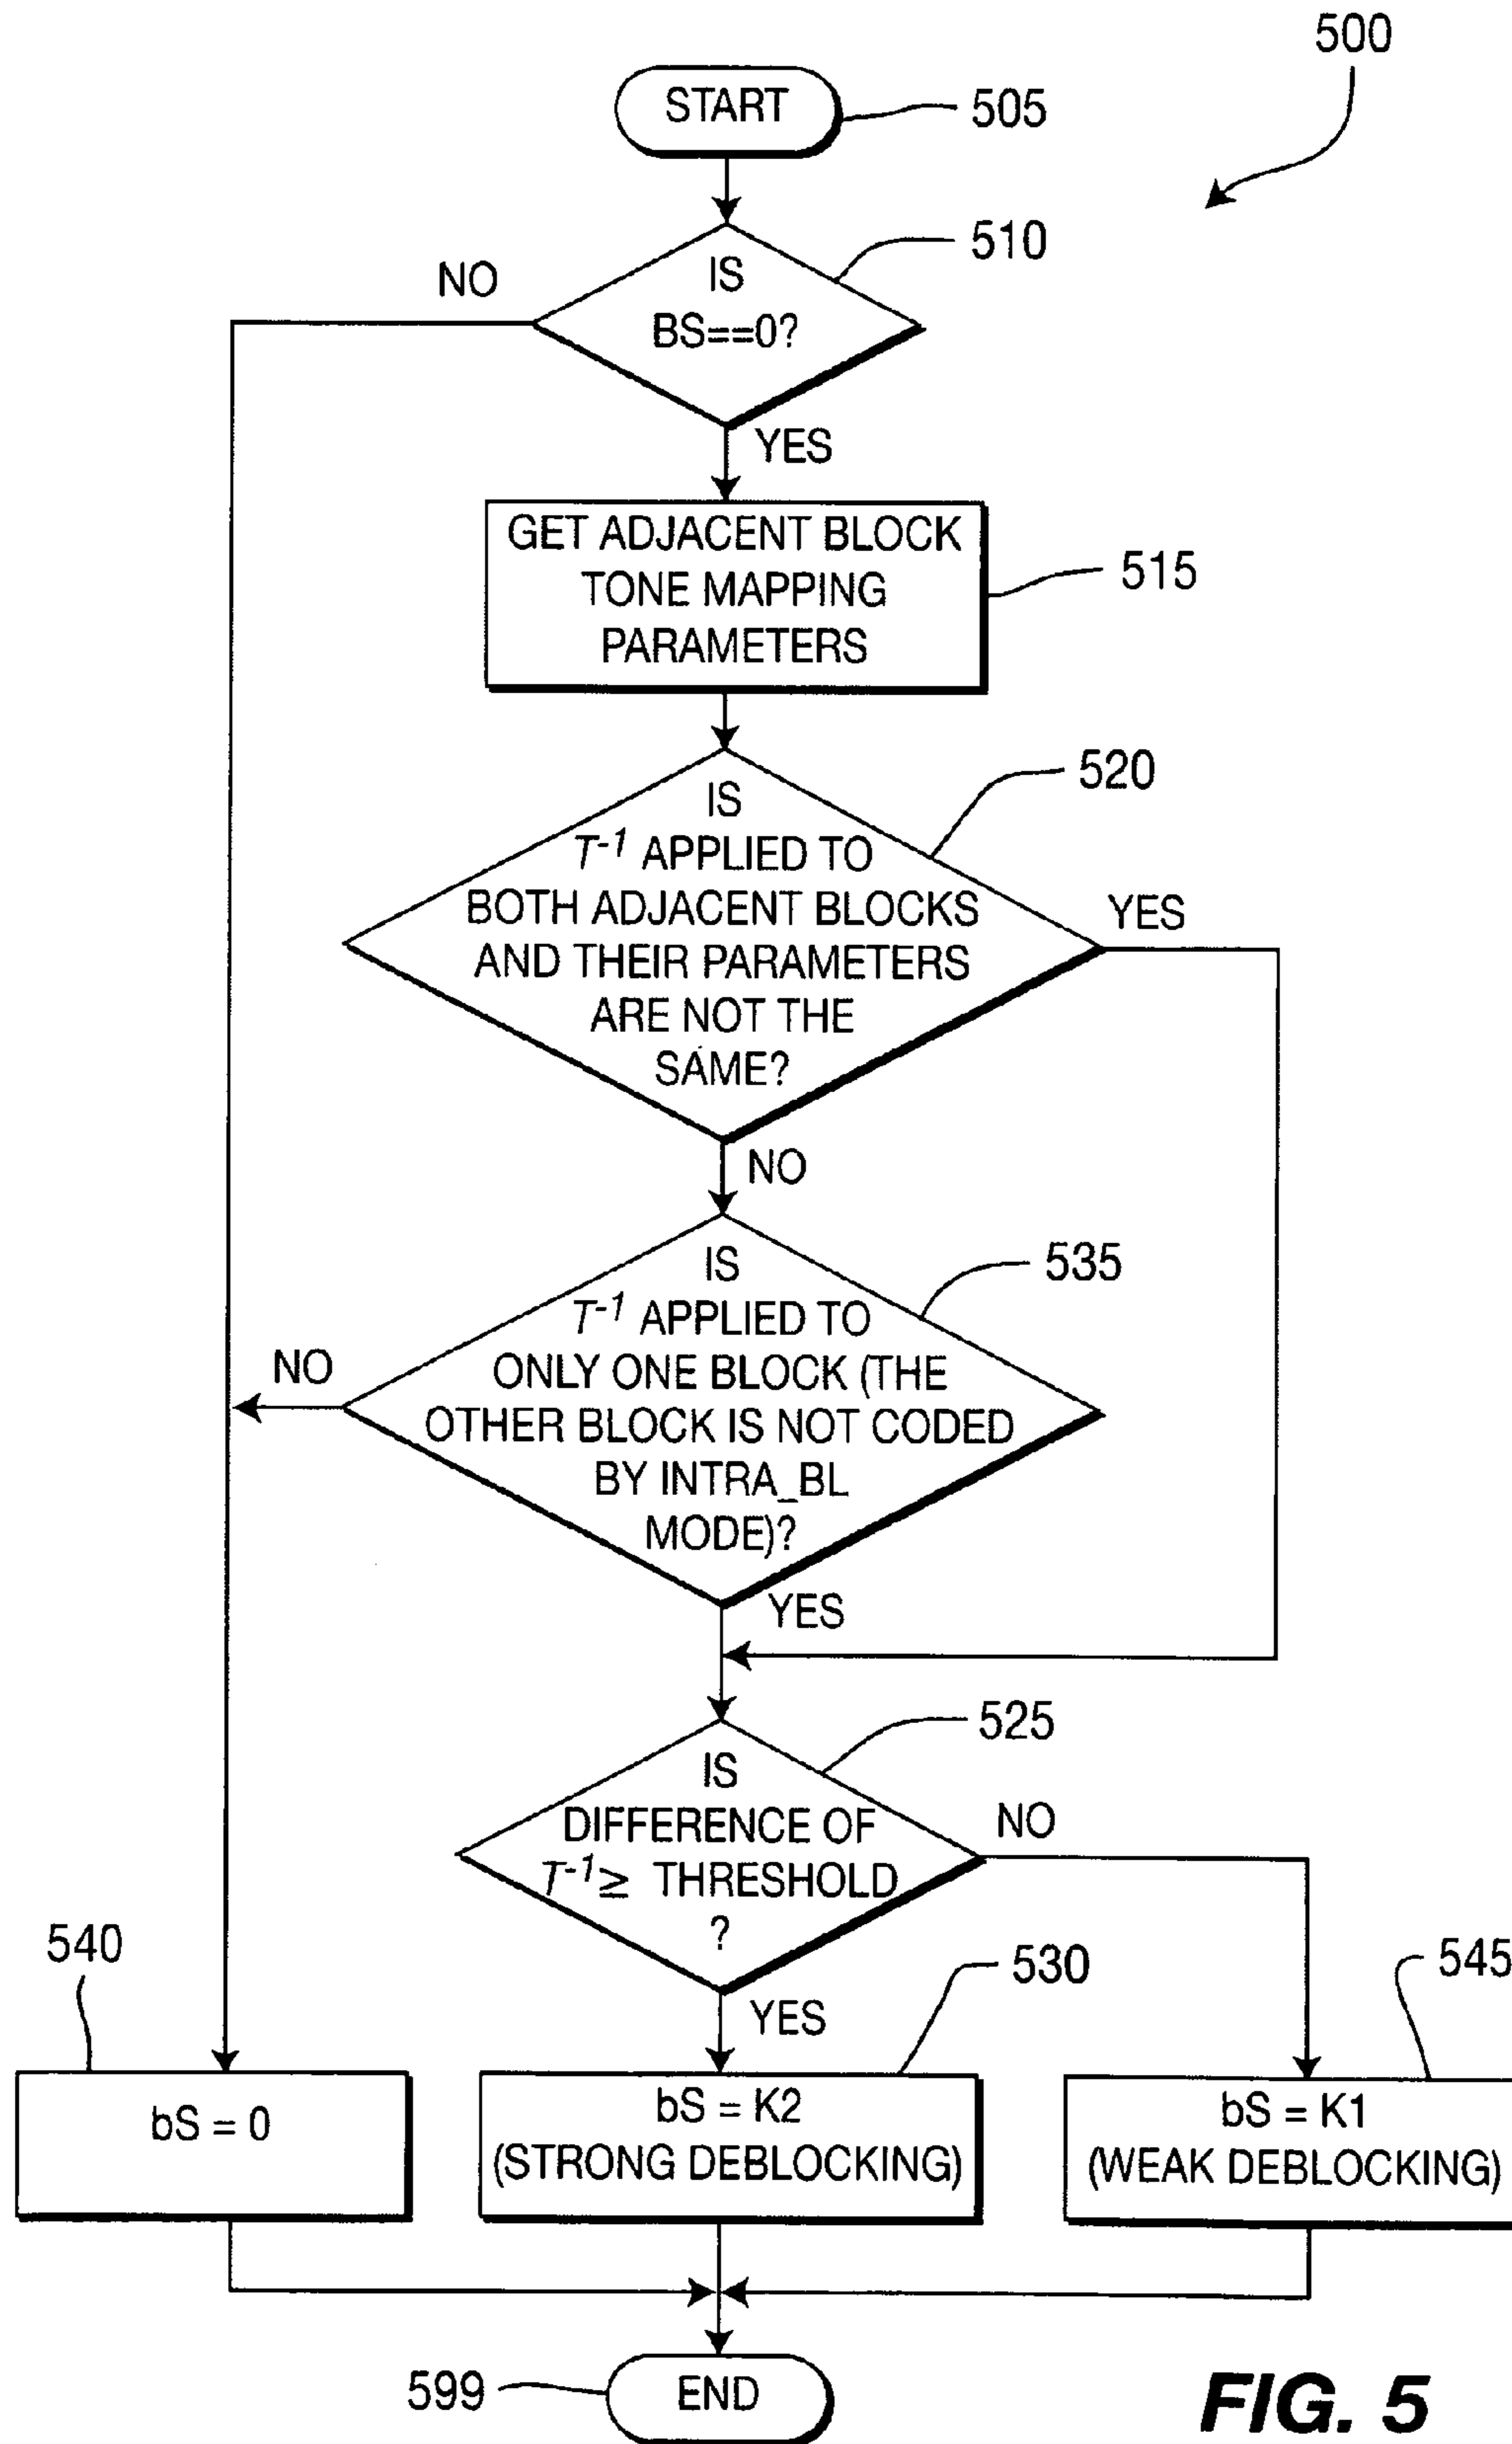 500
START
505
510
NO
IS
BS==0?
YES
GET ADJACENT BLOCK
TONE MAPPING
PARAMETERS
515
520
IS
T-1 APPLIED TO
BOTH ADJACENT BLOCKS
AND THEIR PARAMETERS
ARE NOT THE
SAME?
YES
NO
535
IS
T-1 APPLIED TO
ONLY ONE BLOCK (THE
OTHER BLOCK IS NOT CODED
BY INTRA_BL
MODE)?
NO
YES
525
IS
DIFFERENCE OF
T-1≥ THRESHOLD
?
NO
YES
540
530
545
bS = 0
bS = K2
(STRONG DEBLOCKING)
bS = K1
(WEAK DEBLOCKING)
599
END
FIG. 5